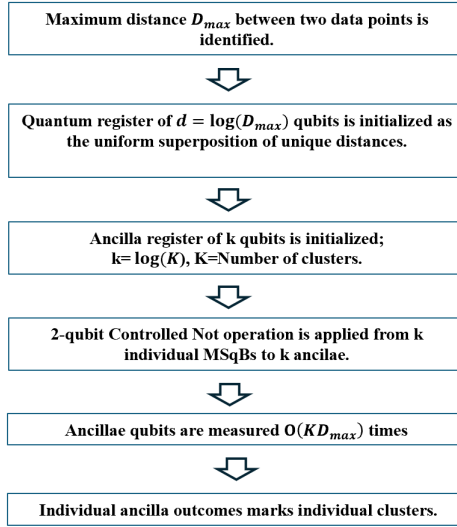 Maximum distance D_max between two data points is
identified.
Quantum register of d = log(D_max) qubits is initialized as
the uniform superposition of unique distances.
Ancilla register of k qubits is initialized;
k= log(K), K=Number of clusters.
2-qubit Controlled Not operation is applied from k
individual MSqBs to k ancilae.
Ancillae qubits are measured O(KD_max) times
Individual ancilla outcomes marks individual clusters.